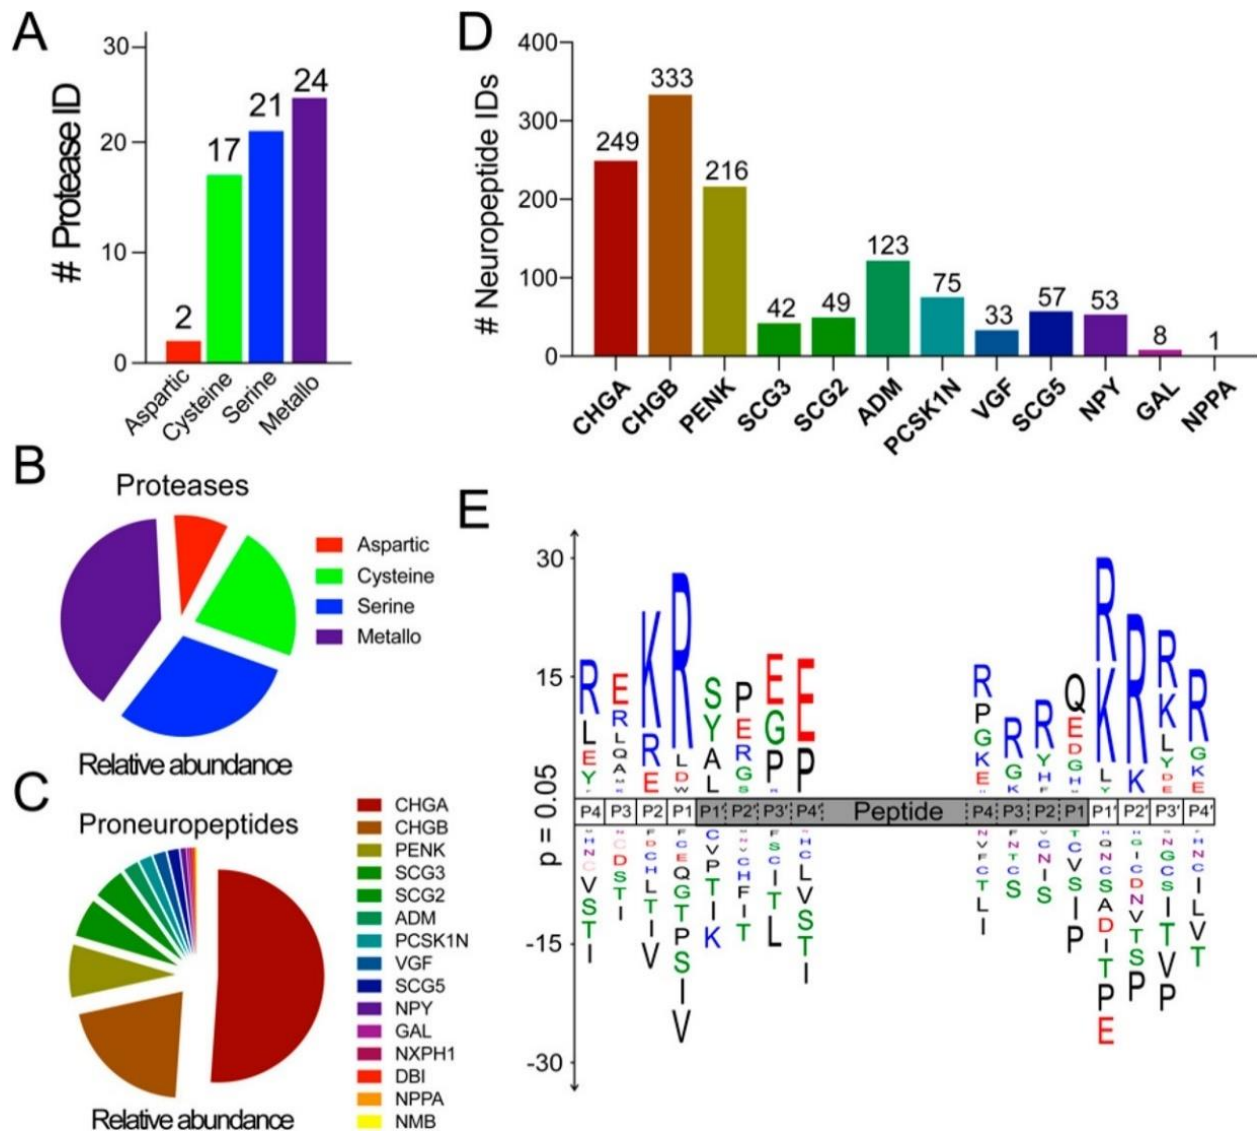 A
# Protease ID
30
20
10
0
2
17
21
24
Aspartic
Cysteine
Serine
Metallo
D
# Neuropeptide IDs
400
300
200
100
0
249
333
216
42
49
123
75
33
57
53
8
1
CHGA
CHGB
PENK
SCG3
SCG2
ADM
PCSK1N
VGF
SCG5
NPY
GAL
NPPA
B
Proteases
Aspartic
Cysteine
Serine
Metallo
Relative abundance
C
Proneuropeptides
CHGA
CHGB
PENK
SCG3
SCG2
ADM
PCSK1N
VGF
SCG5
NPY
GAL
NXPH1
DBI
NPPA
NMB
Relative abundance
E
30
15
p = 0.05
-15
-30
P4 P3 P2 P1 P1' P2' P3' P4' Peptide P4 P3 P2 P1 P1' P2' P3' P4'
R
L
E
Y
E
R
L
Q
A
K
R
E
R
L
D
W
S
Y
A
L
P
E
R
G
S
E
G
P
E
P
R
P
G
K
E
R
G
K
R
Y
H
F
Q
E
D
G
H
R
K
L
Y
R
K
R
K
L
Y
D
E
R
G
K
E
H
N
C
V
S
T
I
C
D
S
T
I
F
D
C
H
L
T
I
V
F
C
E
Q
G
T
P
S
I
V
C
V
P
T
I
K
C
H
F
I
T
F
S
C
I
T
L
H
C
L
V
S
T
I
N
V
F
C
T
L
I
F
N
T
C
S
C
N
I
S
T
C
V
S
I
P
Q
N
C
S
A
D
I
T
P
E
G
I
C
D
N
V
T
S
P
N
G
C
S
I
T
V
P
H
N
C
I
L
V
T